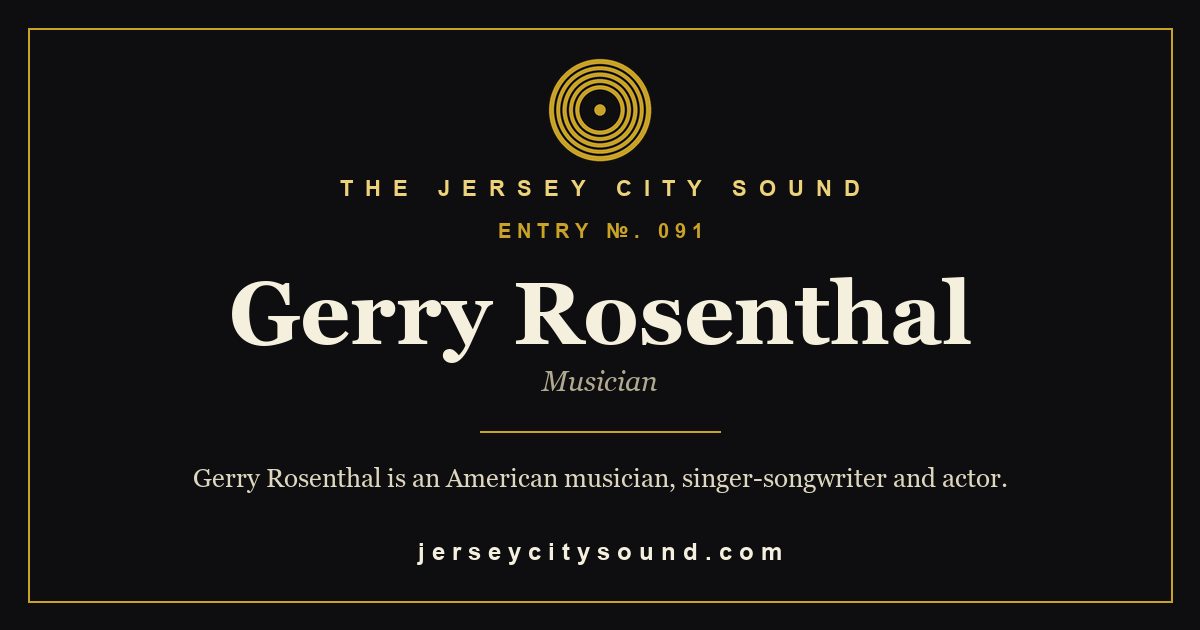 THE JERSEY CITY SOUND
ENTRY №. 091
Gerry Rosenthal
Musician
Gerry Rosenthal is an American musician, singer-songwriter and actor.
jerseycitysound.com